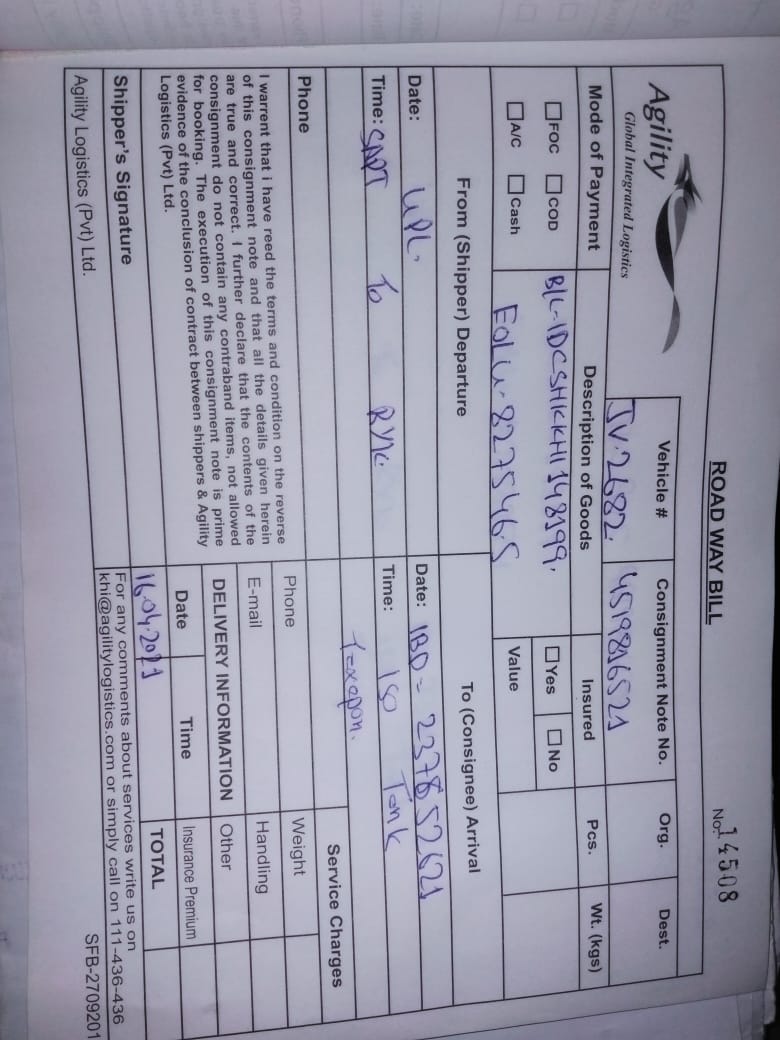 ROAD WAY BILL
No. 14508
Agility
Global Integrated Logistics
Vehicle #
Consignment Note No.
Org.
Dest.
JV-2682.
4519816521
Mode of Payment
Description of Goods
Insured
Pcs.
Wt. (kgs)
FOC COD
B/L-IDCSHKKHI148199.
Yes No
A/C Cash
EOLU-827546-5
Value
From (Shipper) Departure
To (Consignee) Arrival
Date: UPL.
Date: IBD - 237852621
Time: SAPT To RYK.
Time: ISO Tank
Phone
Service Charges
I warrent that i have reed the terms and condition on the reverse
of this consignment note and that all the details given herein
are true and correct. I further declare that the contents of the
consignment do not contain any contraband items, not allowed
for booking. The execution of this consignment note is prime
evidence of the conclusion of contract between shippers & Agility
Logistics (Pvt) Ltd.
Phone
Weight
E-mail
Handling
DELIVERY INFORMATION
Other
Date
Time
Insurance Premium
16.04.2021
TOTAL
Shipper's Signature
For any comments about services write us on
khi@agilitylogistics.com or simply call on 111-436-436
Agility Logistics (Pvt) Ltd.
SFB-2709201